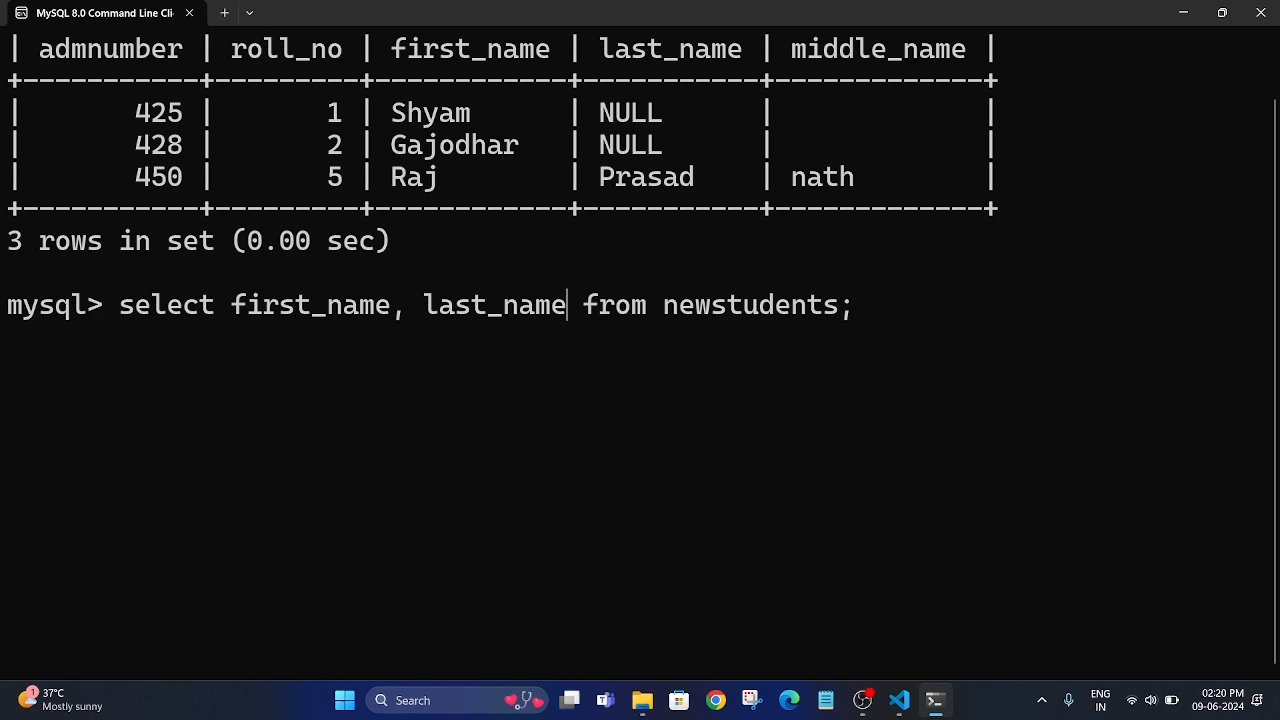 MySQL 8.0 Command Line Cli
| admnumber | roll_no | first_name | last_name | middle_name |
+-----------+---------+------------+-----------+-------------+
|       425 |       1 | Shyam      | NULL      |             |
|       428 |       2 | Gajodhar   | NULL      |             |
|       450 |       5 | Raj        | Prasad    | nath        |
+-----------+---------+------------+-----------+-------------+
3 rows in set (0.00 sec)
mysql> select first_name, last_name from newstudents;
1
37°C
Mostly sunny
Search
ENG
IN
02:20 PM
09-06-2024